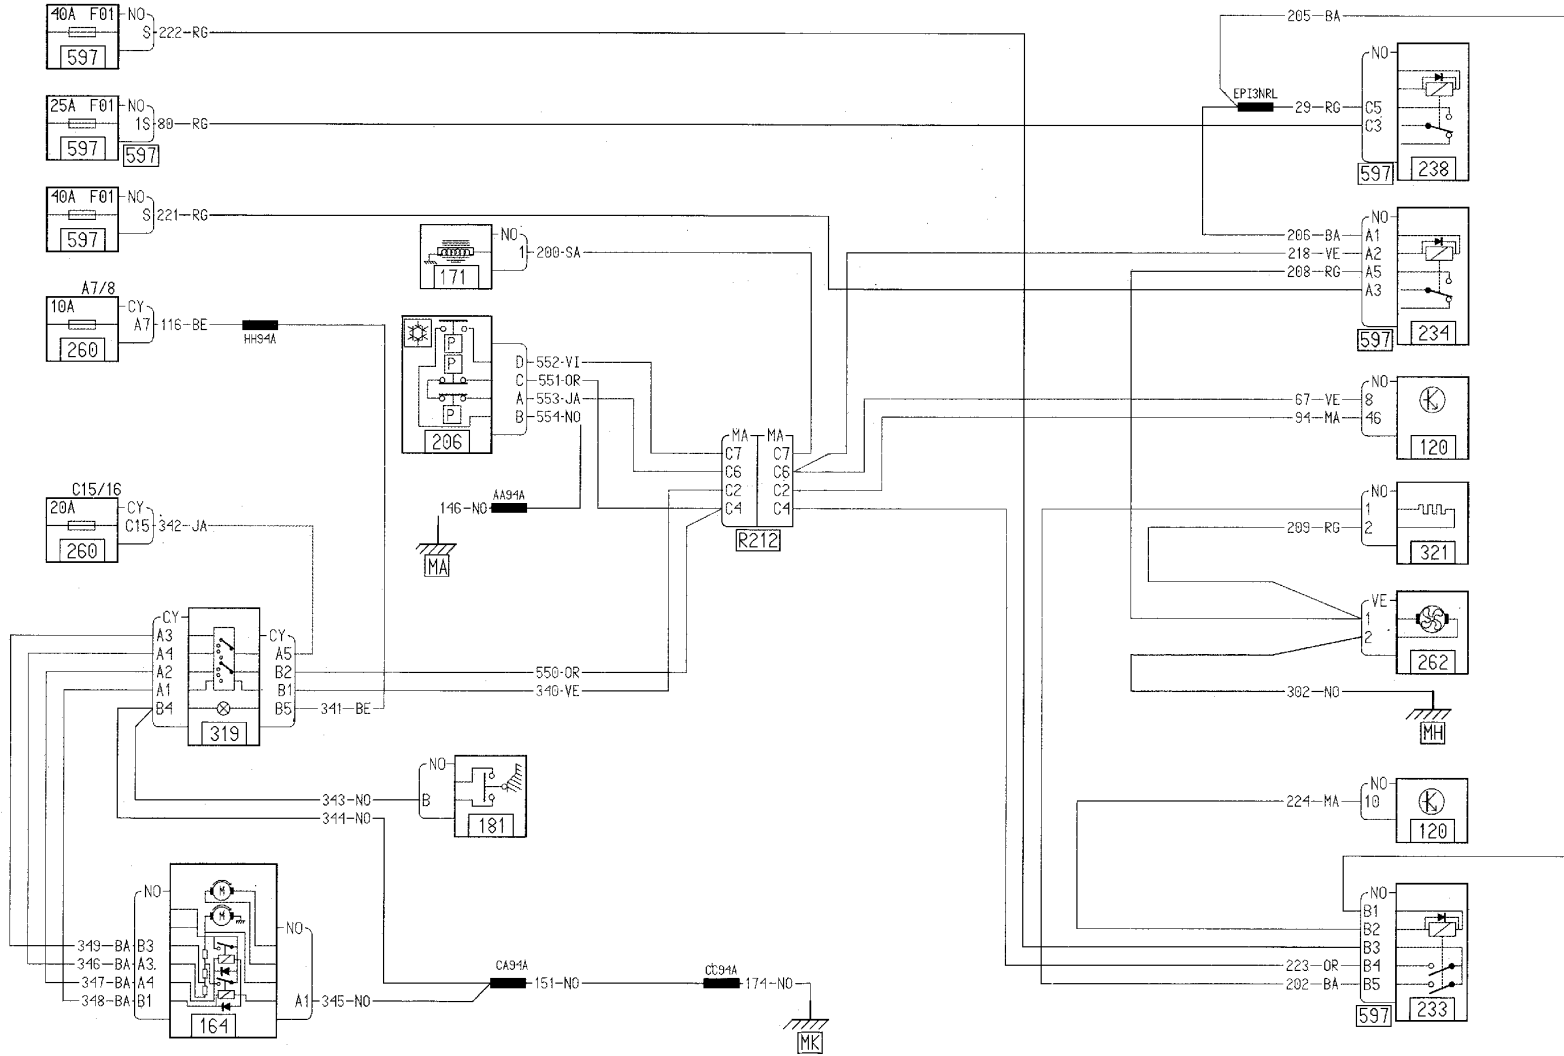 40A F01 NO
S 222-RG
597
25A F01 NO
1S 80-RG
597
597
40A F01 NO
S 221-RG
597
A7/8
10A CY
A7 116-BE
260
HH94A
C15/16
20A CY
C15 342-JA
260
NO
1 200-SA
171
P
P
P
D 552-VI
C 551-OR
A 553-JA
B 554-NO
206
AA94A
146-NO
MA
MA MA
C7 C7
C6 C6
C2 C2
C4 C4
R212
CY
A3
A4
A2
A1
B4
CY
A5
B2
B1
B5
319
550-OR
340-VE
341-BE
343-NO
344-NO
NO
B
181
NO
349-BA B3
346-BA A3.
347-BA A4
348-BA B1
M
M
NO
A1 345-NO
164
CA94A
151-NO
CC94A
174-NO
MK
205-BA
EPI3NRL
NO
29-RG C5
C3
597
238
NO
206-BA A1
218-VE A2
208-RG A5
A3
597
234
NO
67-VE 8
94-MA 46
120
NO
1
209-RG 2
321
VE
1
2
262
302-NO
MH
NO
224-MA 10
120
NO
B1
B2
B3
223-OR B4
202-BA B5
597
233